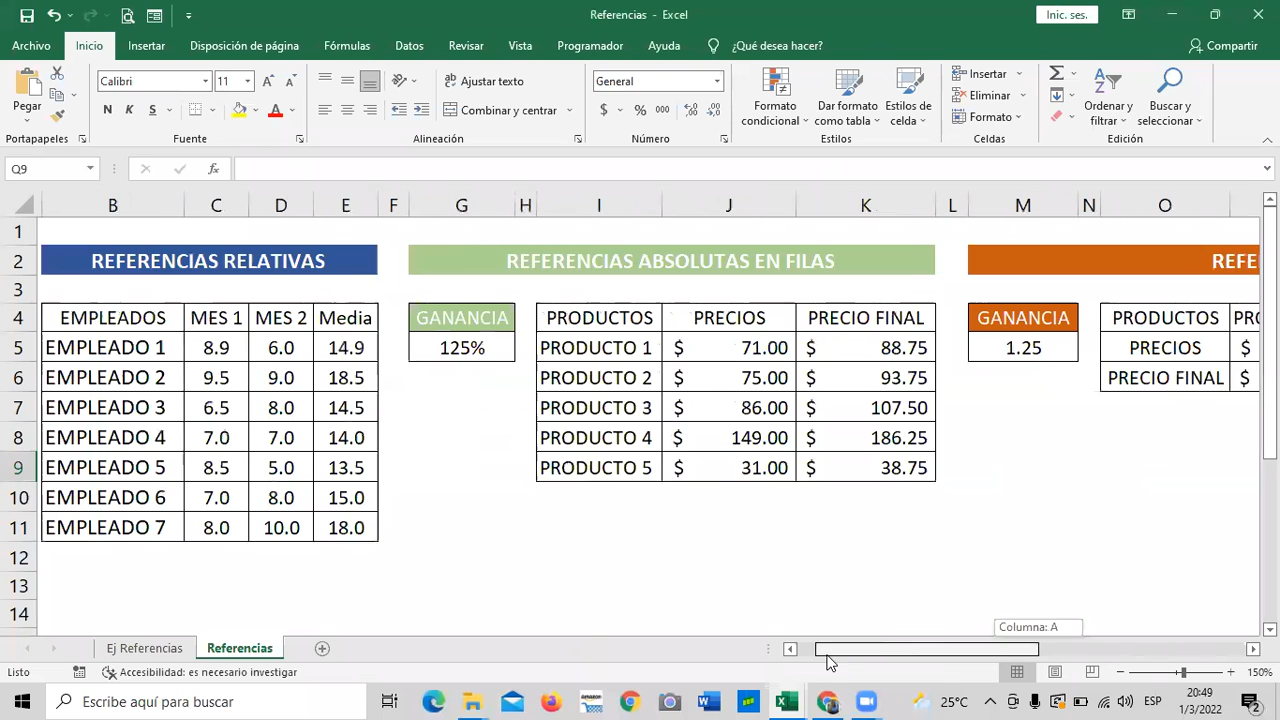 Referencias - Excel
Inic. ses.
Archivo Inicio Insertar Disposición de página Fórmulas Datos Revisar Vista Programador Ayuda ¿Qué desea hacer? Compartir
Pegar
Calibri 11
N K S
Ajustar texto
Combinar y centrar
General
$ % 000
Formato condicional
Dar formato como tabla
Estilos de celda
Insertar
Eliminar
Formato
Ordenar y filtrar
Buscar y seleccionar
Portapapeles Fuente Alineación Número Estilos Celdas Edición
Q9 fx
B C D E F G H I J K L M N O
1
2 REFERENCIAS RELATIVAS REFERENCIAS ABSOLUTAS EN FILAS REFE
3
4 EMPLEADOS MES 1 MES 2 Media GANANCIA PRODUCTOS PRECIOS PRECIO FINAL GANANCIA PRODUCTOS PRO
5 EMPLEADO 1 8.9 6.0 14.9 125% PRODUCTO 1 $ 71.00 $ 88.75 1.25 PRECIOS $
6 EMPLEADO 2 9.5 9.0 18.5 PRODUCTO 2 $ 75.00 $ 93.75 PRECIO FINAL $
7 EMPLEADO 3 6.5 8.0 14.5 PRODUCTO 3 $ 86.00 $ 107.50
8 EMPLEADO 4 7.0 7.0 14.0 PRODUCTO 4 $ 149.00 $ 186.25
9 EMPLEADO 5 8.5 5.0 13.5 PRODUCTO 5 $ 31.00 $ 38.75
10 EMPLEADO 6 7.0 8.0 15.0
11 EMPLEADO 7 8.0 10.0 18.0
12
13
14
Columna: A
Ej Referencias Referencias
Listo Accesibilidad: es necesario investigar 150%
Escribe aquí para buscar
25°C ESP
20:49
1/3/2022
2